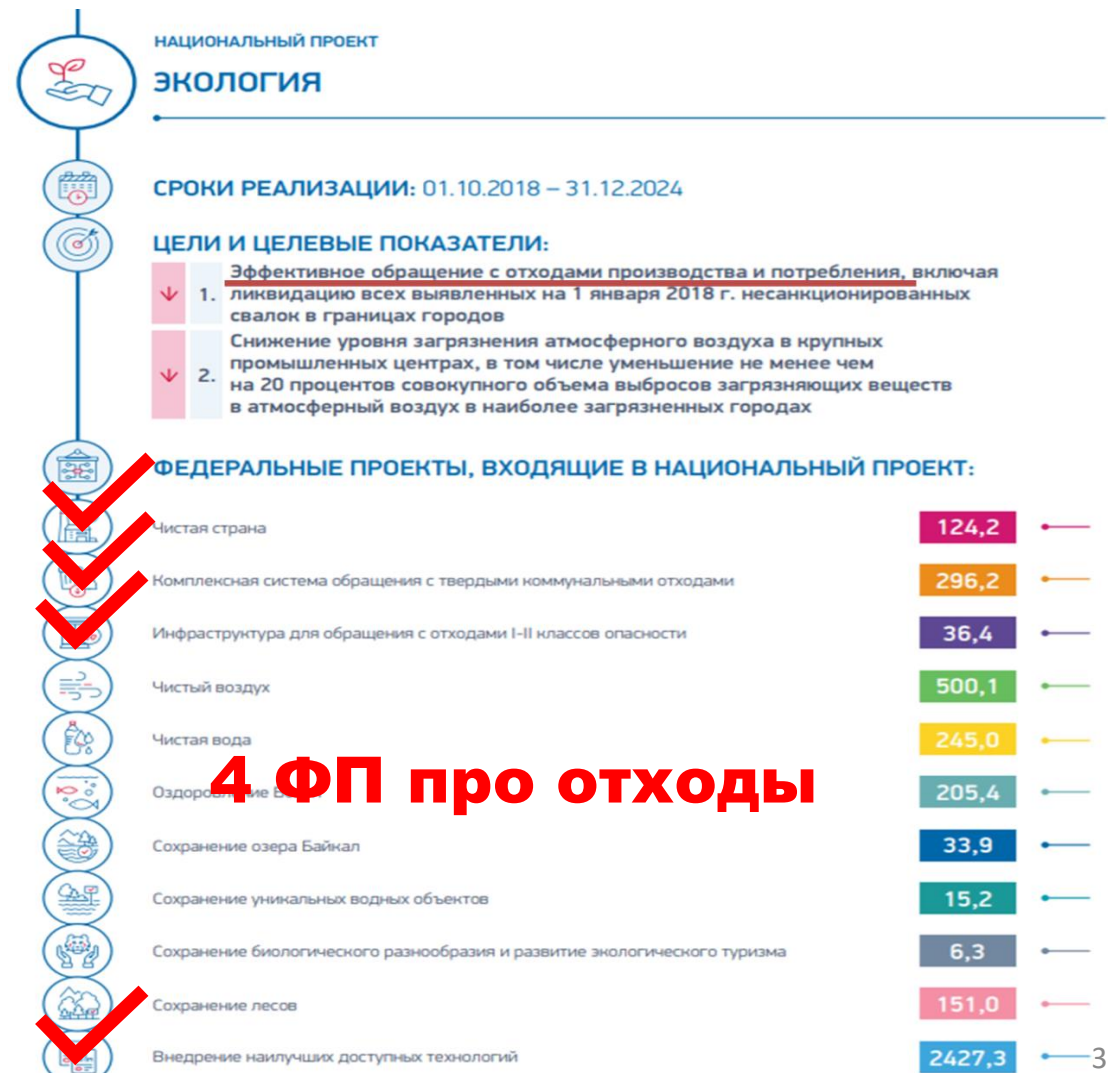 НАЦИОНАЛЬНЫЙ ПРОЕКТ
ЭКОЛОГИЯ
СРОКИ РЕАЛИЗАЦИИ: 01.10.2018 – 31.12.2024
ЦЕЛИ И ЦЕЛЕВЫЕ ПОКАЗАТЕЛИ:
1. Эффективное обращение с отходами производства и потребления, включая
ликвидацию всех выявленных на 1 января 2018 г. несанкционированных
свалок в границах городов
2. Снижение уровня загрязнения атмосферного воздуха в крупных
промышленных центрах, в том числе уменьшение не менее чем
на 20 процентов совокупного объема выбросов загрязняющих веществ
в атмосферный воздух в наиболее загрязненных городах
ФЕДЕРАЛЬНЫЕ ПРОЕКТЫ, ВХОДЯЩИЕ В НАЦИОНАЛЬНЫЙ ПРОЕКТ:
Чистая страна 124,2
Комплексная система обращения с твердыми коммунальными отходами 296,2
Инфраструктура для обращения с отходами I-II классов опасности 36,4
Чистый воздух 500,1
Чистая вода 245,0
4 ФП про отходы
205,4
Сохранение озера Байкал 33,9
Сохранение уникальных водных объектов 15,2
Сохранение биологического разнообразия и развитие экологического туризма 6,3
Сохранение лесов 151,0
Внедрение наилучших доступных технологий 2427,3
3